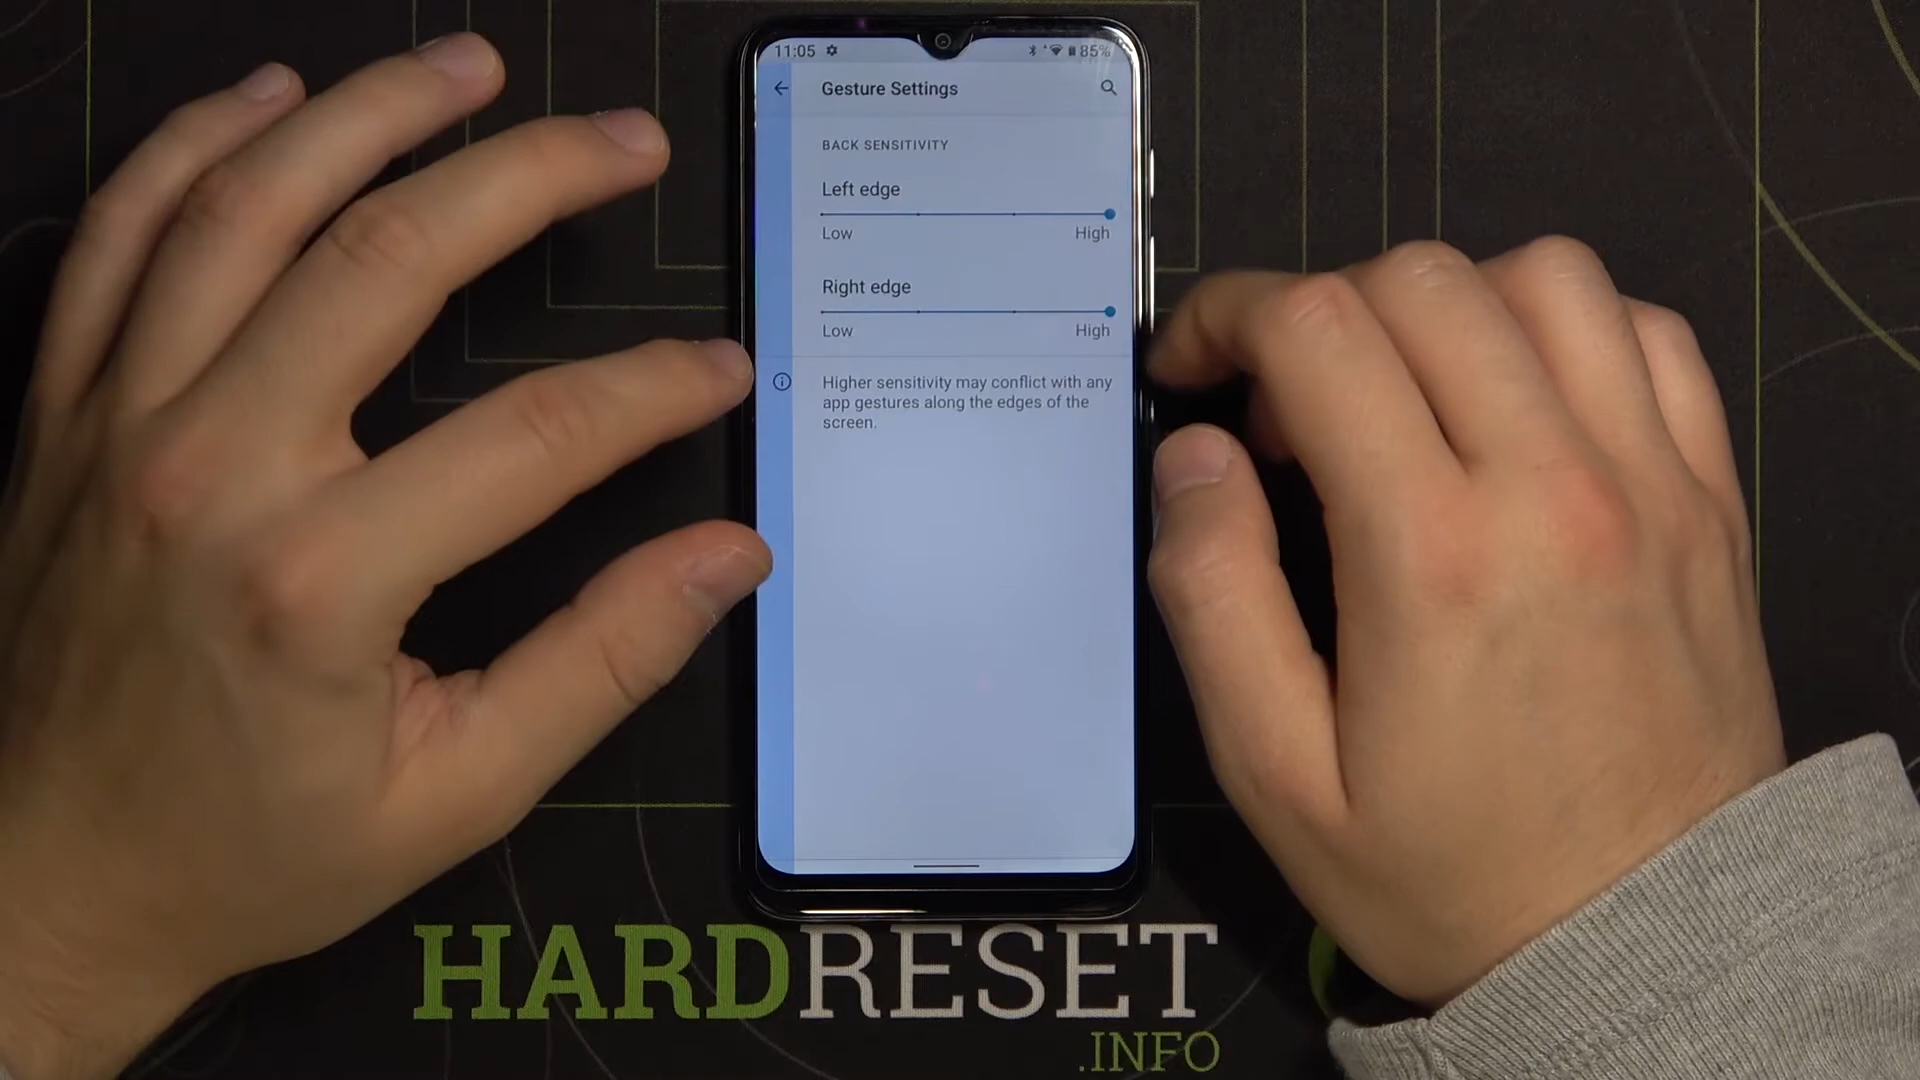 11:05 85%
Gesture Settings
BACK SENSITIVITY
Left edge
Low High
Right edge
Low High
Higher sensitivity may conflict with any
app gestures along the edges of the
screen.
HARDRESET
.INFO